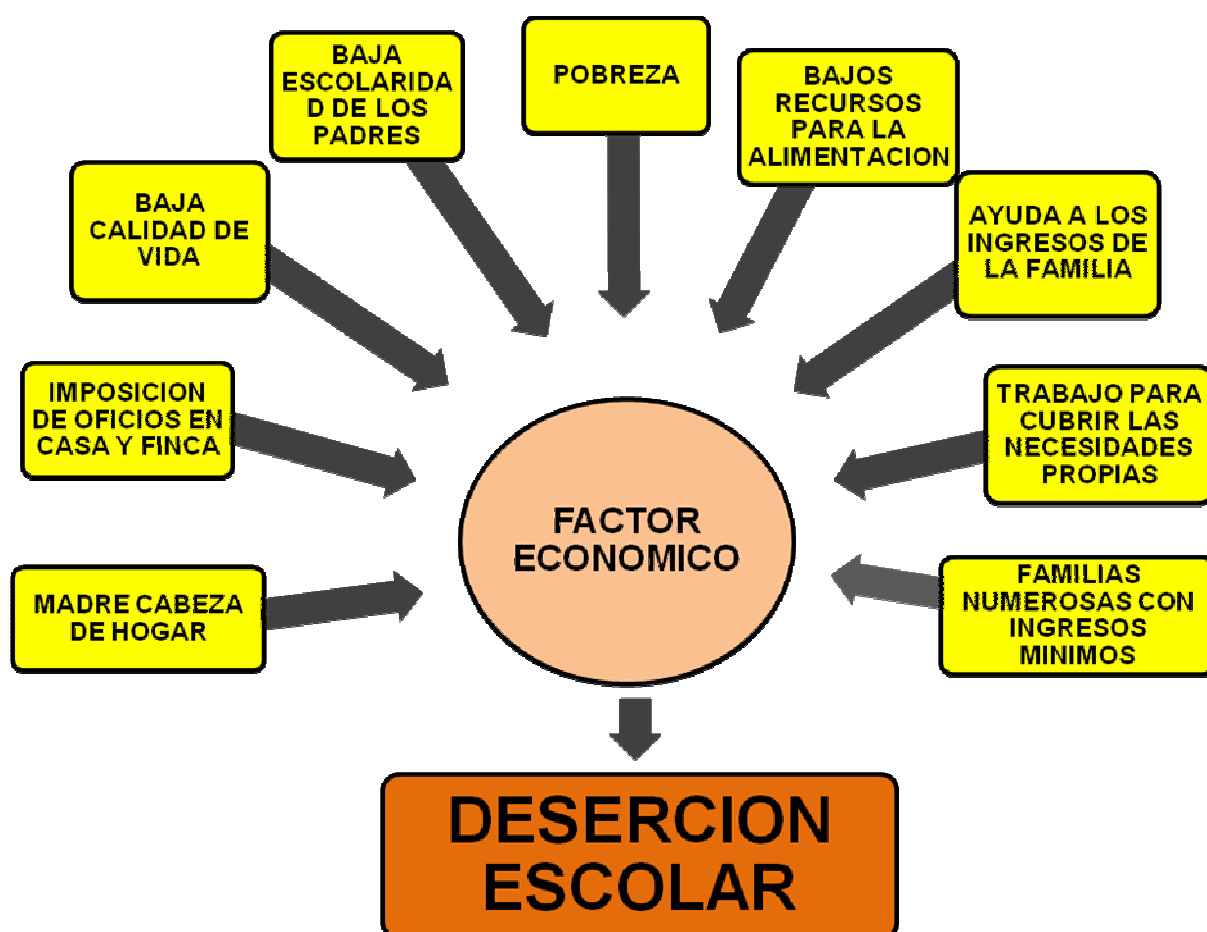 BAJA
ESCOLARIDA
D DE LOS
PADRES
POBREZA
BAJOS
RECURSOS
PARA LA
ALIMENTACION
BAJA
CALIDAD DE
VIDA
AYUDA A LOS
INGRESOS DE
LA FAMILIA
IMPOSICION
DE OFICIOS EN
CASA Y FINCA
TRABAJO PARA
CUBRIR LAS
NECESIDADES
PROPIAS
FACTOR
ECONOMICO
MADRE CABEZA
DE HOGAR
FAMILIAS
NUMEROSAS CON
INGRESOS
MINIMOS
DESERCION
ESCOLAR